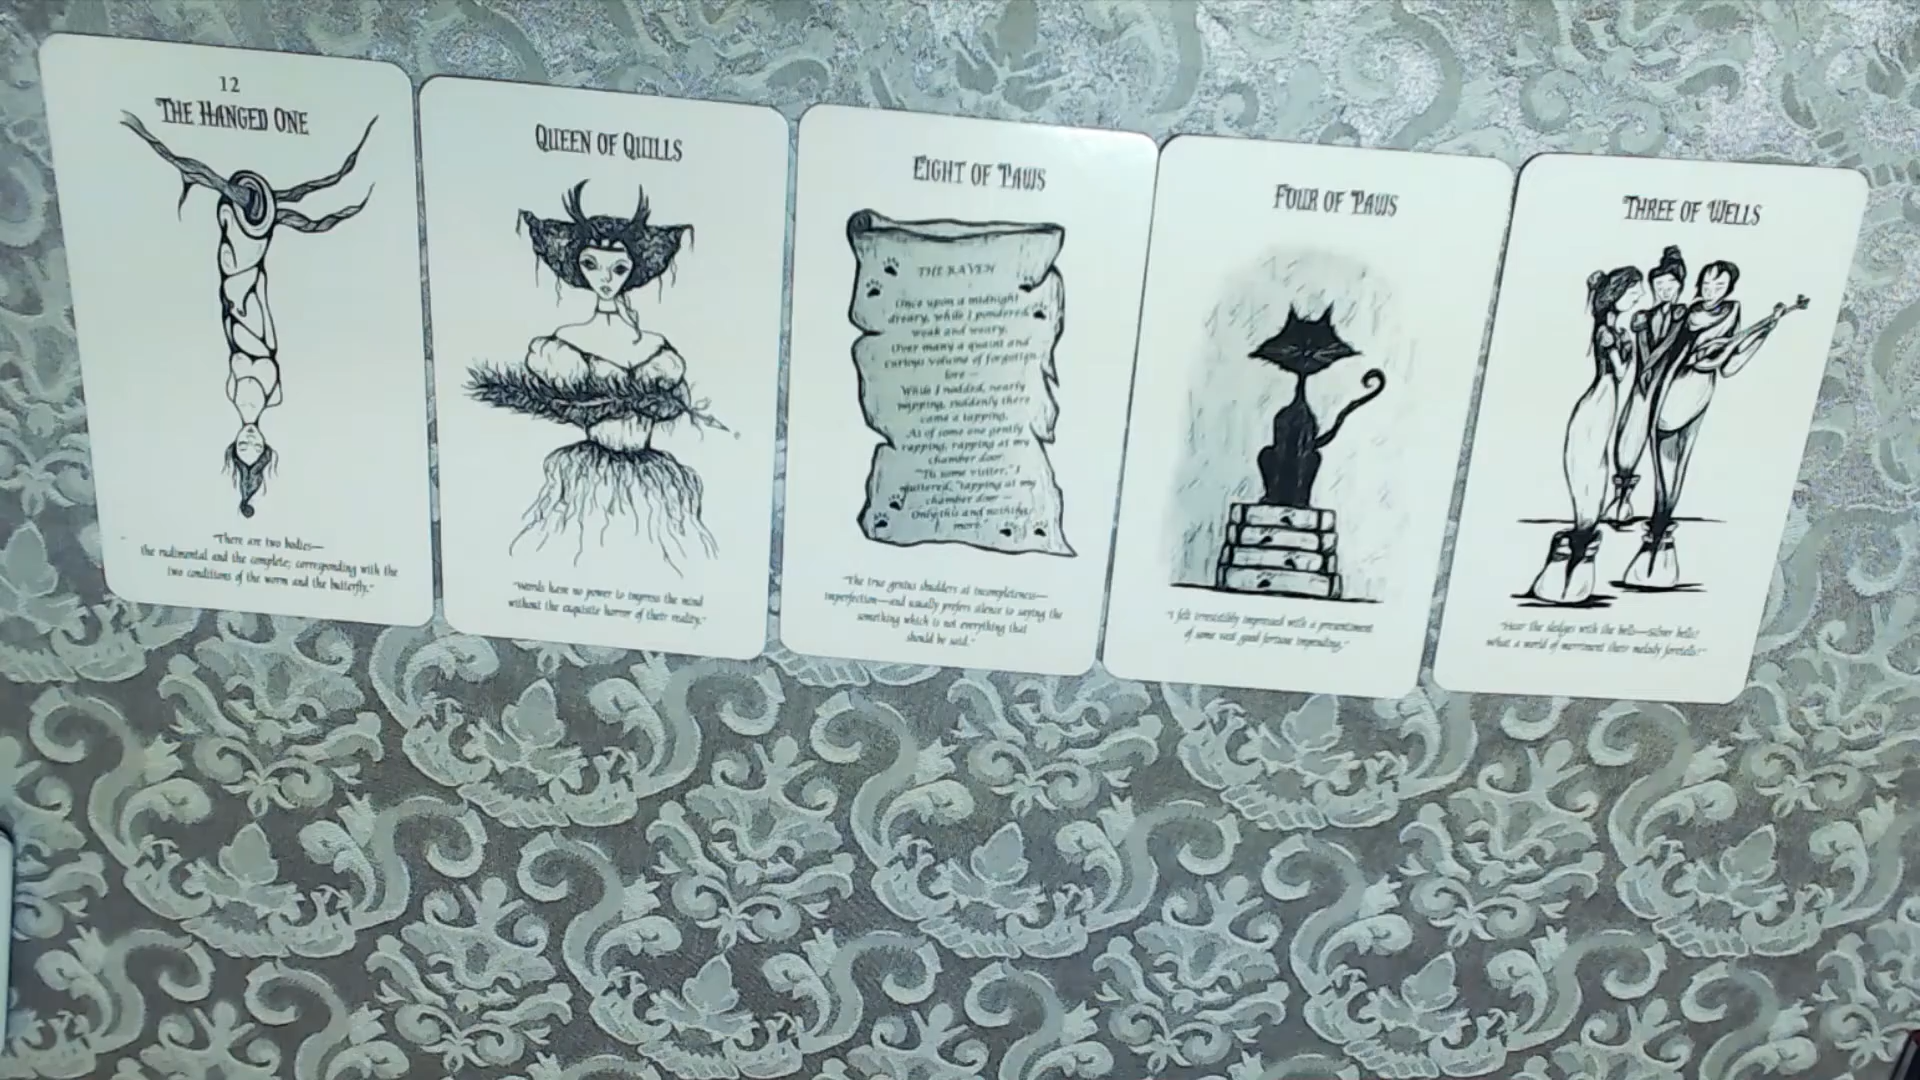 12
THE HANGED ONE
"There are two bodies—
the rudimental and the complete; corresponding with the
two conditions of the worm and the butterfly."
QUEEN OF QUILLS
"Words have no power to impress the mind
without the exquisite horror of their reality."
EIGHT OF PAWS
THE RAVEN
Once upon a midnight
dreary, while I pondered,
weak and weary,
Over many a quaint and
curious volume of forgotten
lore —
While I nodded, nearly
napping, suddenly there
came a tapping,
As of some one gently
rapping, rapping at my
chamber door.
"'Tis some visiter," I
muttered, "tapping at my
chamber door —
Only this and nothing
more."
"The true genius shudders at incompleteness—
imperfection—and usually prefers silence to saying the
something which is not everything that
should be said."
FOUR OF PAWS
"I felt irresistibly impressed with a presentiment
of some vast good fortune impending."
THREE OF WELLS
"Hear the sledges with the bells—silver bells!
What a world of merriment their melody foretells!"